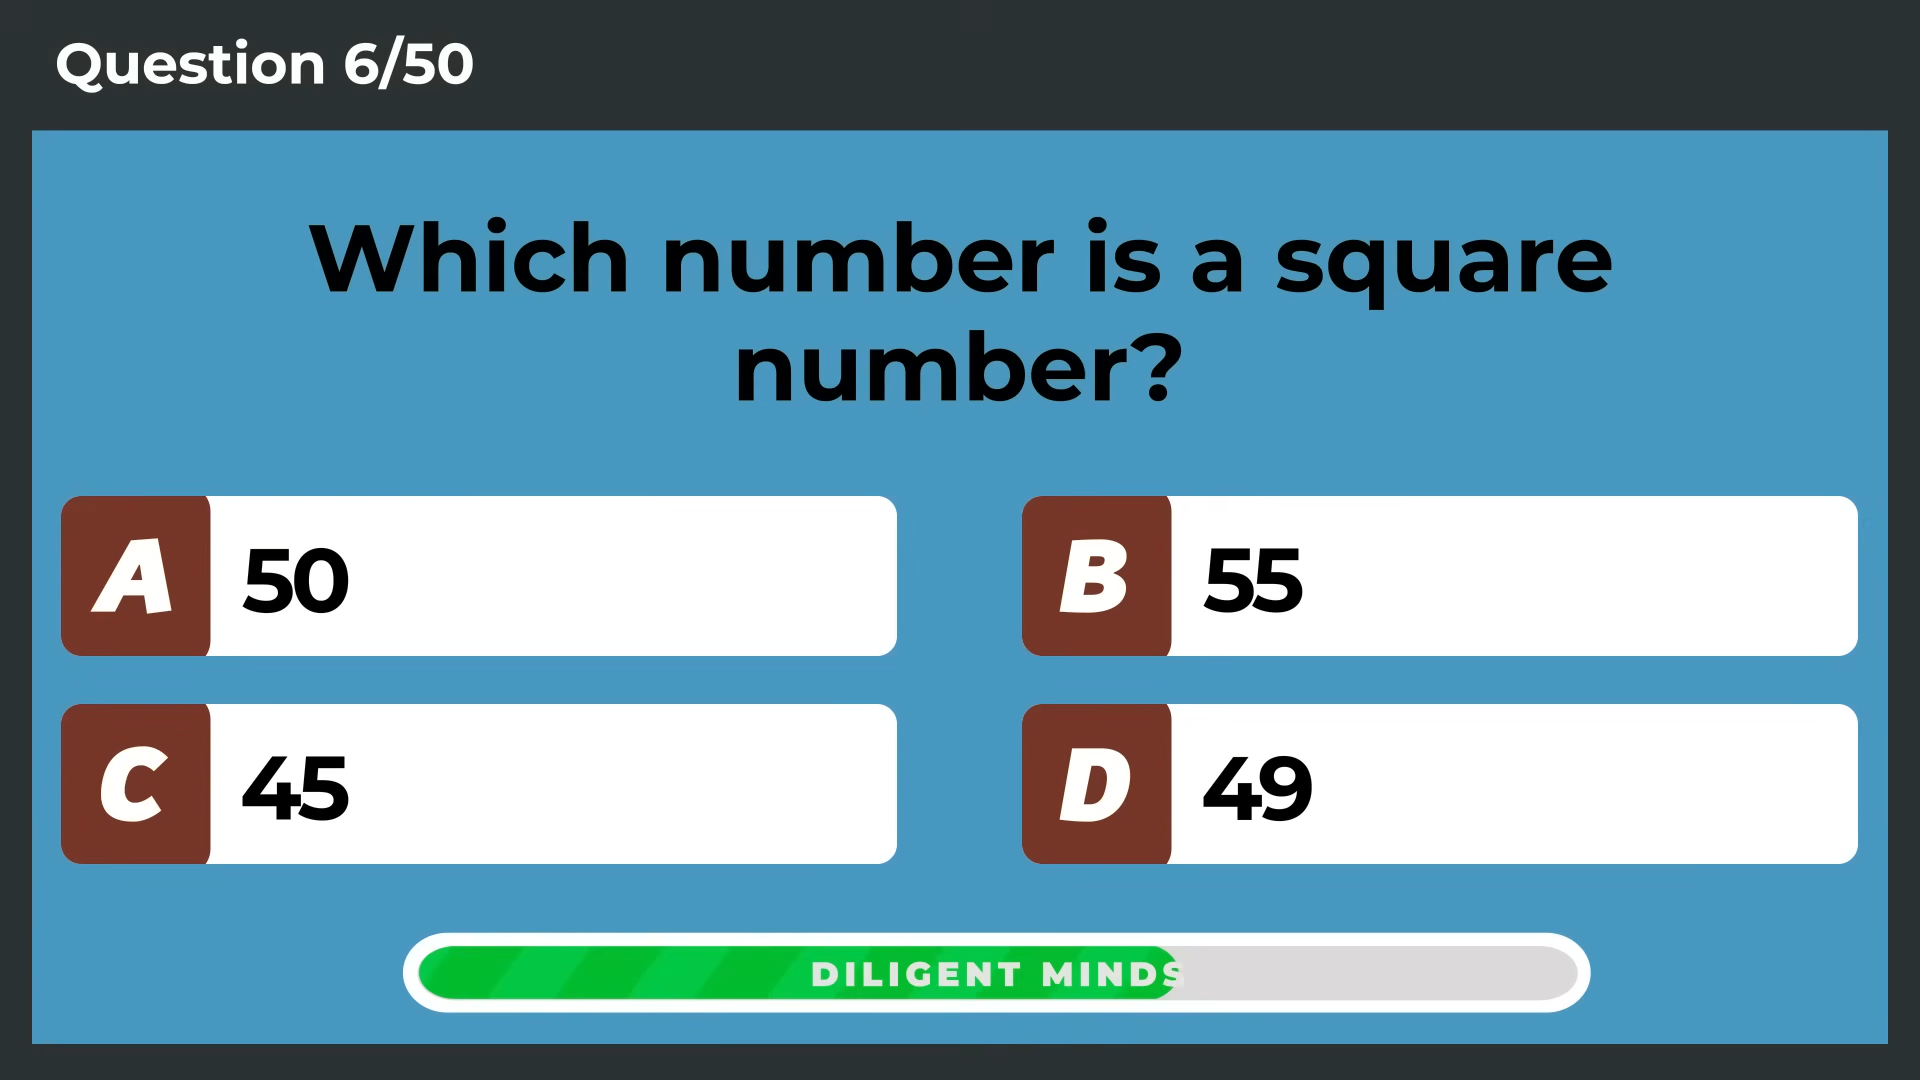 Question 6/50
Which number is a square
number?
A 50
B 55
C 45
D 49
DILIGENT MINDS